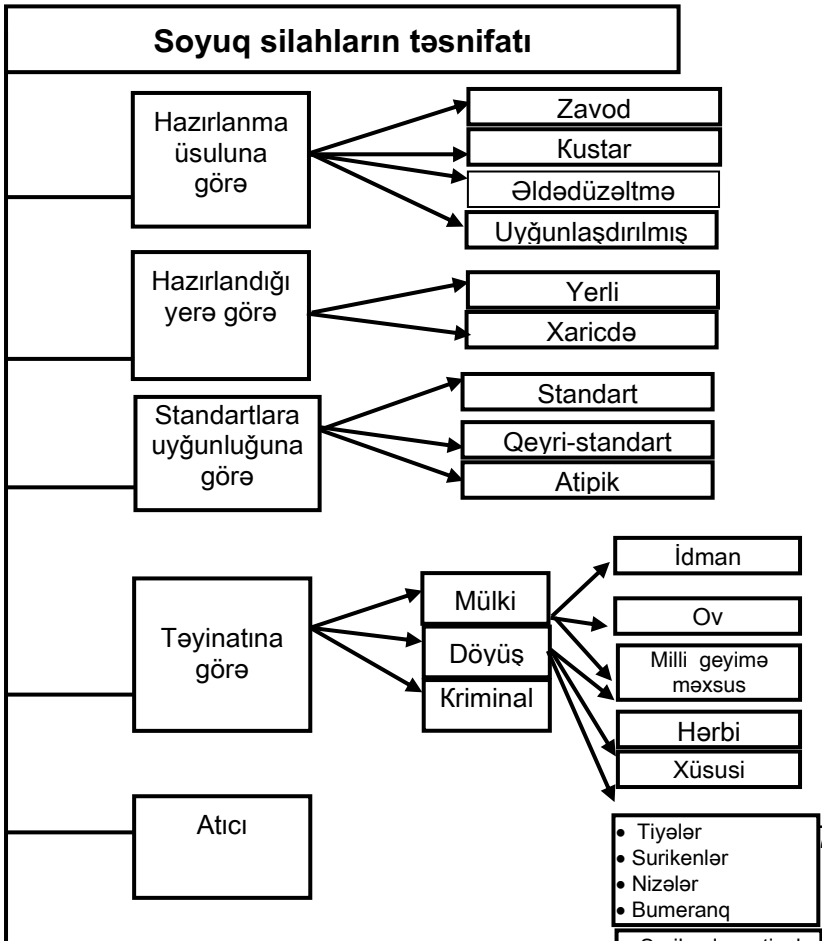 Soyuq silahların təsnifatı
Hazırlanma
üsuluna
görə
Zavod
Kustar
Əldədüzəltmə
Uyğunlaşdırılmış
Hazırlandığı
yerə görə
Yerli
Xaricdə
Standartlara
uyğunluğuna
görə
Standart
Qeyri-standart
Atipik
Təyinatına
görə
Mülki
Döyüş
Kriminal
İdman
Ov
Milli geyimə
məxsus
Hərbi
Xüsusi
Atıcı
• Tiyələr
• Surikenlər
• Nizələr
• Bumeranq